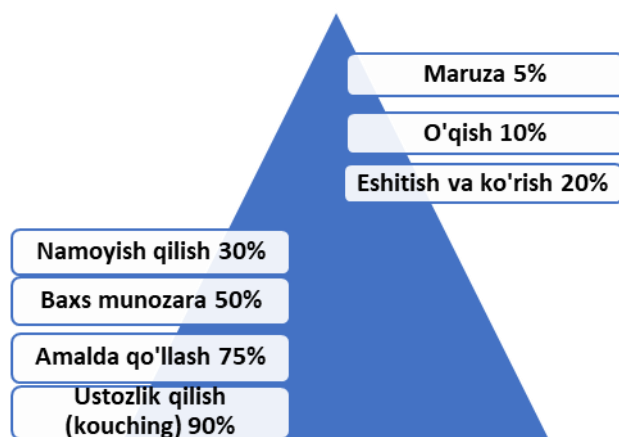 Maruza 5%
O'qish 10%
Eshitish va ko'rish 20%
Namoyish qilish 30%
Baxs munozara 50%
Amalda qo'llash 75%
Ustozlik qilish
(kouching) 90%